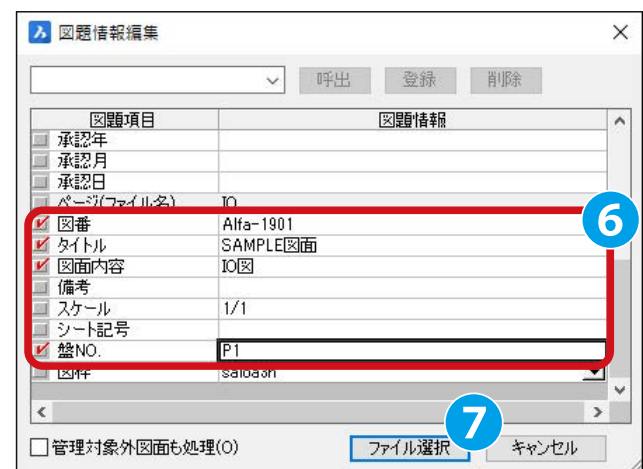 図題情報編集
呼出 登録 削除
図題項目 図題情報
承認年
承認月
承認日
ページ(ファイル名) IO
図番 Alfa-1901
タイトル SAMPLE図面
図面内容 IO図
備考
スケール 1/1
シート記号
盤NO. P1
図枠
6
7
管理対象外図面も処理(O) ファイル選択 キャンセル